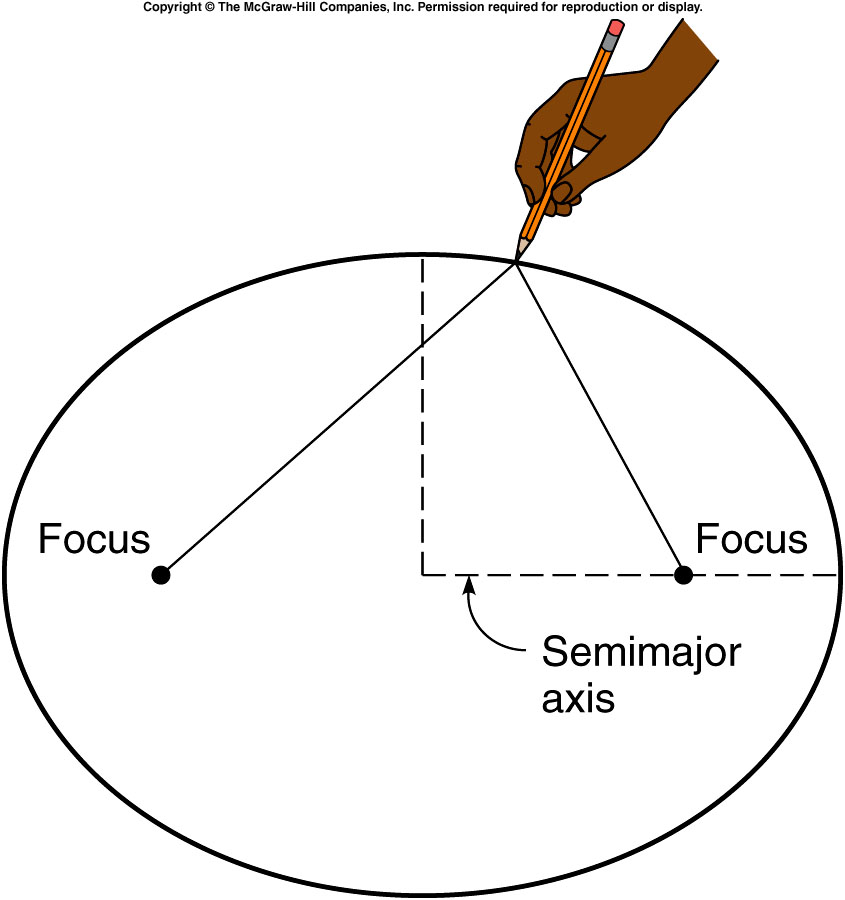 Copyright © The McGraw-Hill Companies, Inc. Permission required for reproduction or display.
Focus
Focus
Semimajor
axis